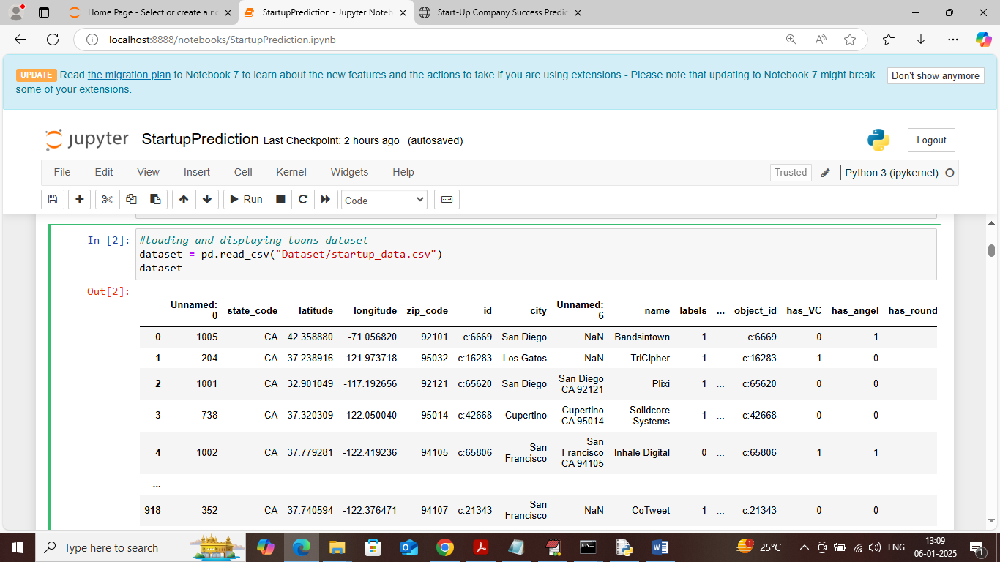 Home Page - Select or create a no
StartupPrediction - Jupyter Noteb
Start-Up Company Success Predic
localhost:8888/notebooks/StartupPrediction.ipynb
UPDATE Read the migration plan to Notebook 7 to learn about the new features and the actions to take if you are using extensions - Please note that updating to Notebook 7 might break
some of your extensions.
Don't show anymore
jupyter StartupPrediction Last Checkpoint: 2 hours ago (autosaved)
Logout
File Edit View Insert Cell Kernel Widgets Help
Trusted Python 3 (ipykernel)
Run Code
In [2]: #loading and displaying loans dataset
dataset = pd.read_csv("Dataset/startup_data.csv")
dataset
Out[2]:
Unnamed: 0 state_code latitude longitude zip_code id city Unnamed: 6 name labels ... object_id has_VC has_angel has_round
0 1005 CA 42.358880 -71.056820 92101 c:6669 San Diego NaN Bandsintown 1 ... c:6669 0 1
1 204 CA 37.238916 -121.973718 95032 c:16283 Los Gatos NaN TriCipher 1 ... c:16283 1 0
2 1001 CA 32.901049 -117.192656 92121 c:65620 San Diego San Diego CA 92121 Plixi 1 ... c:65620 0 0
3 738 CA 37.320309 -122.050040 95014 c:42668 Cupertino Cupertino CA 95014 Solidcore Systems 1 ... c:42668 0 0
4 1002 CA 37.779281 -122.419236 94105 c:65806 San Francisco San Francisco CA 94105 Inhale Digital 0 ... c:65806 1 1
... ... ... ... ... ... ... ... ... ... ... ... ... ... ...
918 352 CA 37.740594 -122.376471 94107 c:21343 San Francisco NaN CoTweet 1 ... c:21343 0 0
Type here to search
1 25°C
ENG
13:09
06-01-2025
1